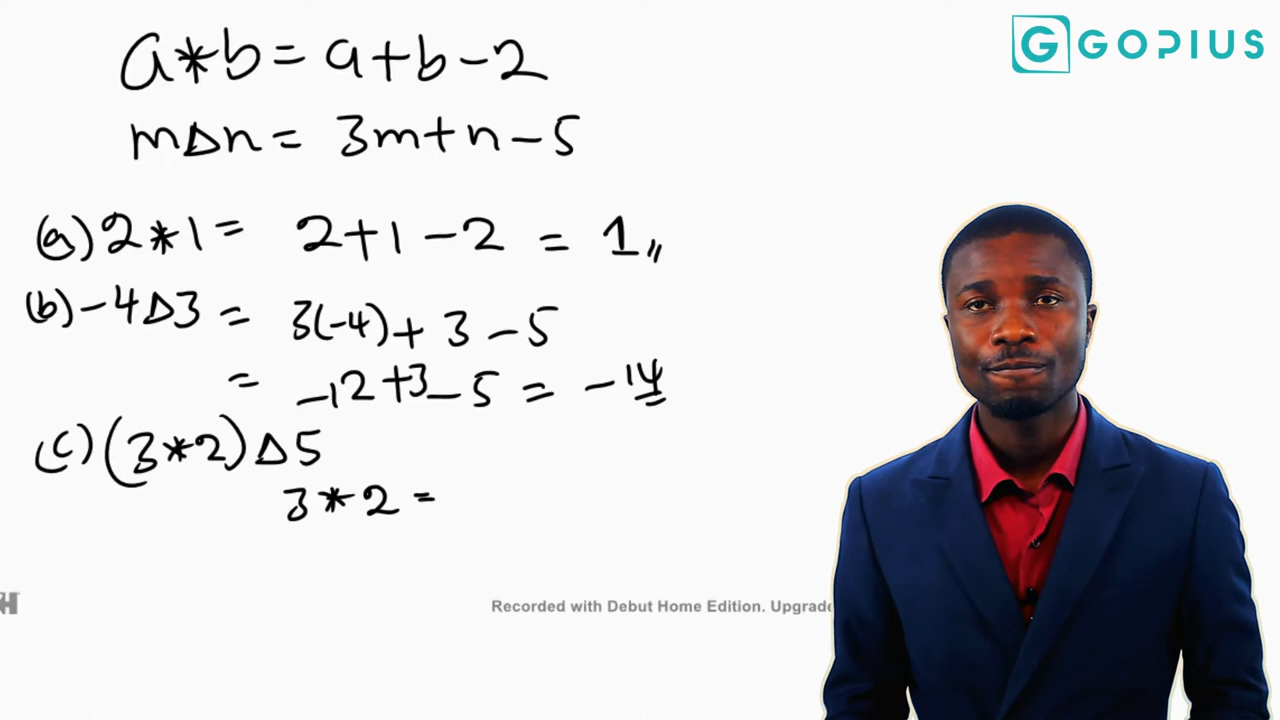 a*b = a+b-2
GOPIUS
mΔn = 3m+n-5
(a) 2*1 = 2+1-2 = 1,,
(b) -4Δ3 = 3(-4)+3-5
= -12+3-5 = -14
(c) (3*2)Δ5
3*2 =
H
Recorded with Debut Home Edition. Upgrade